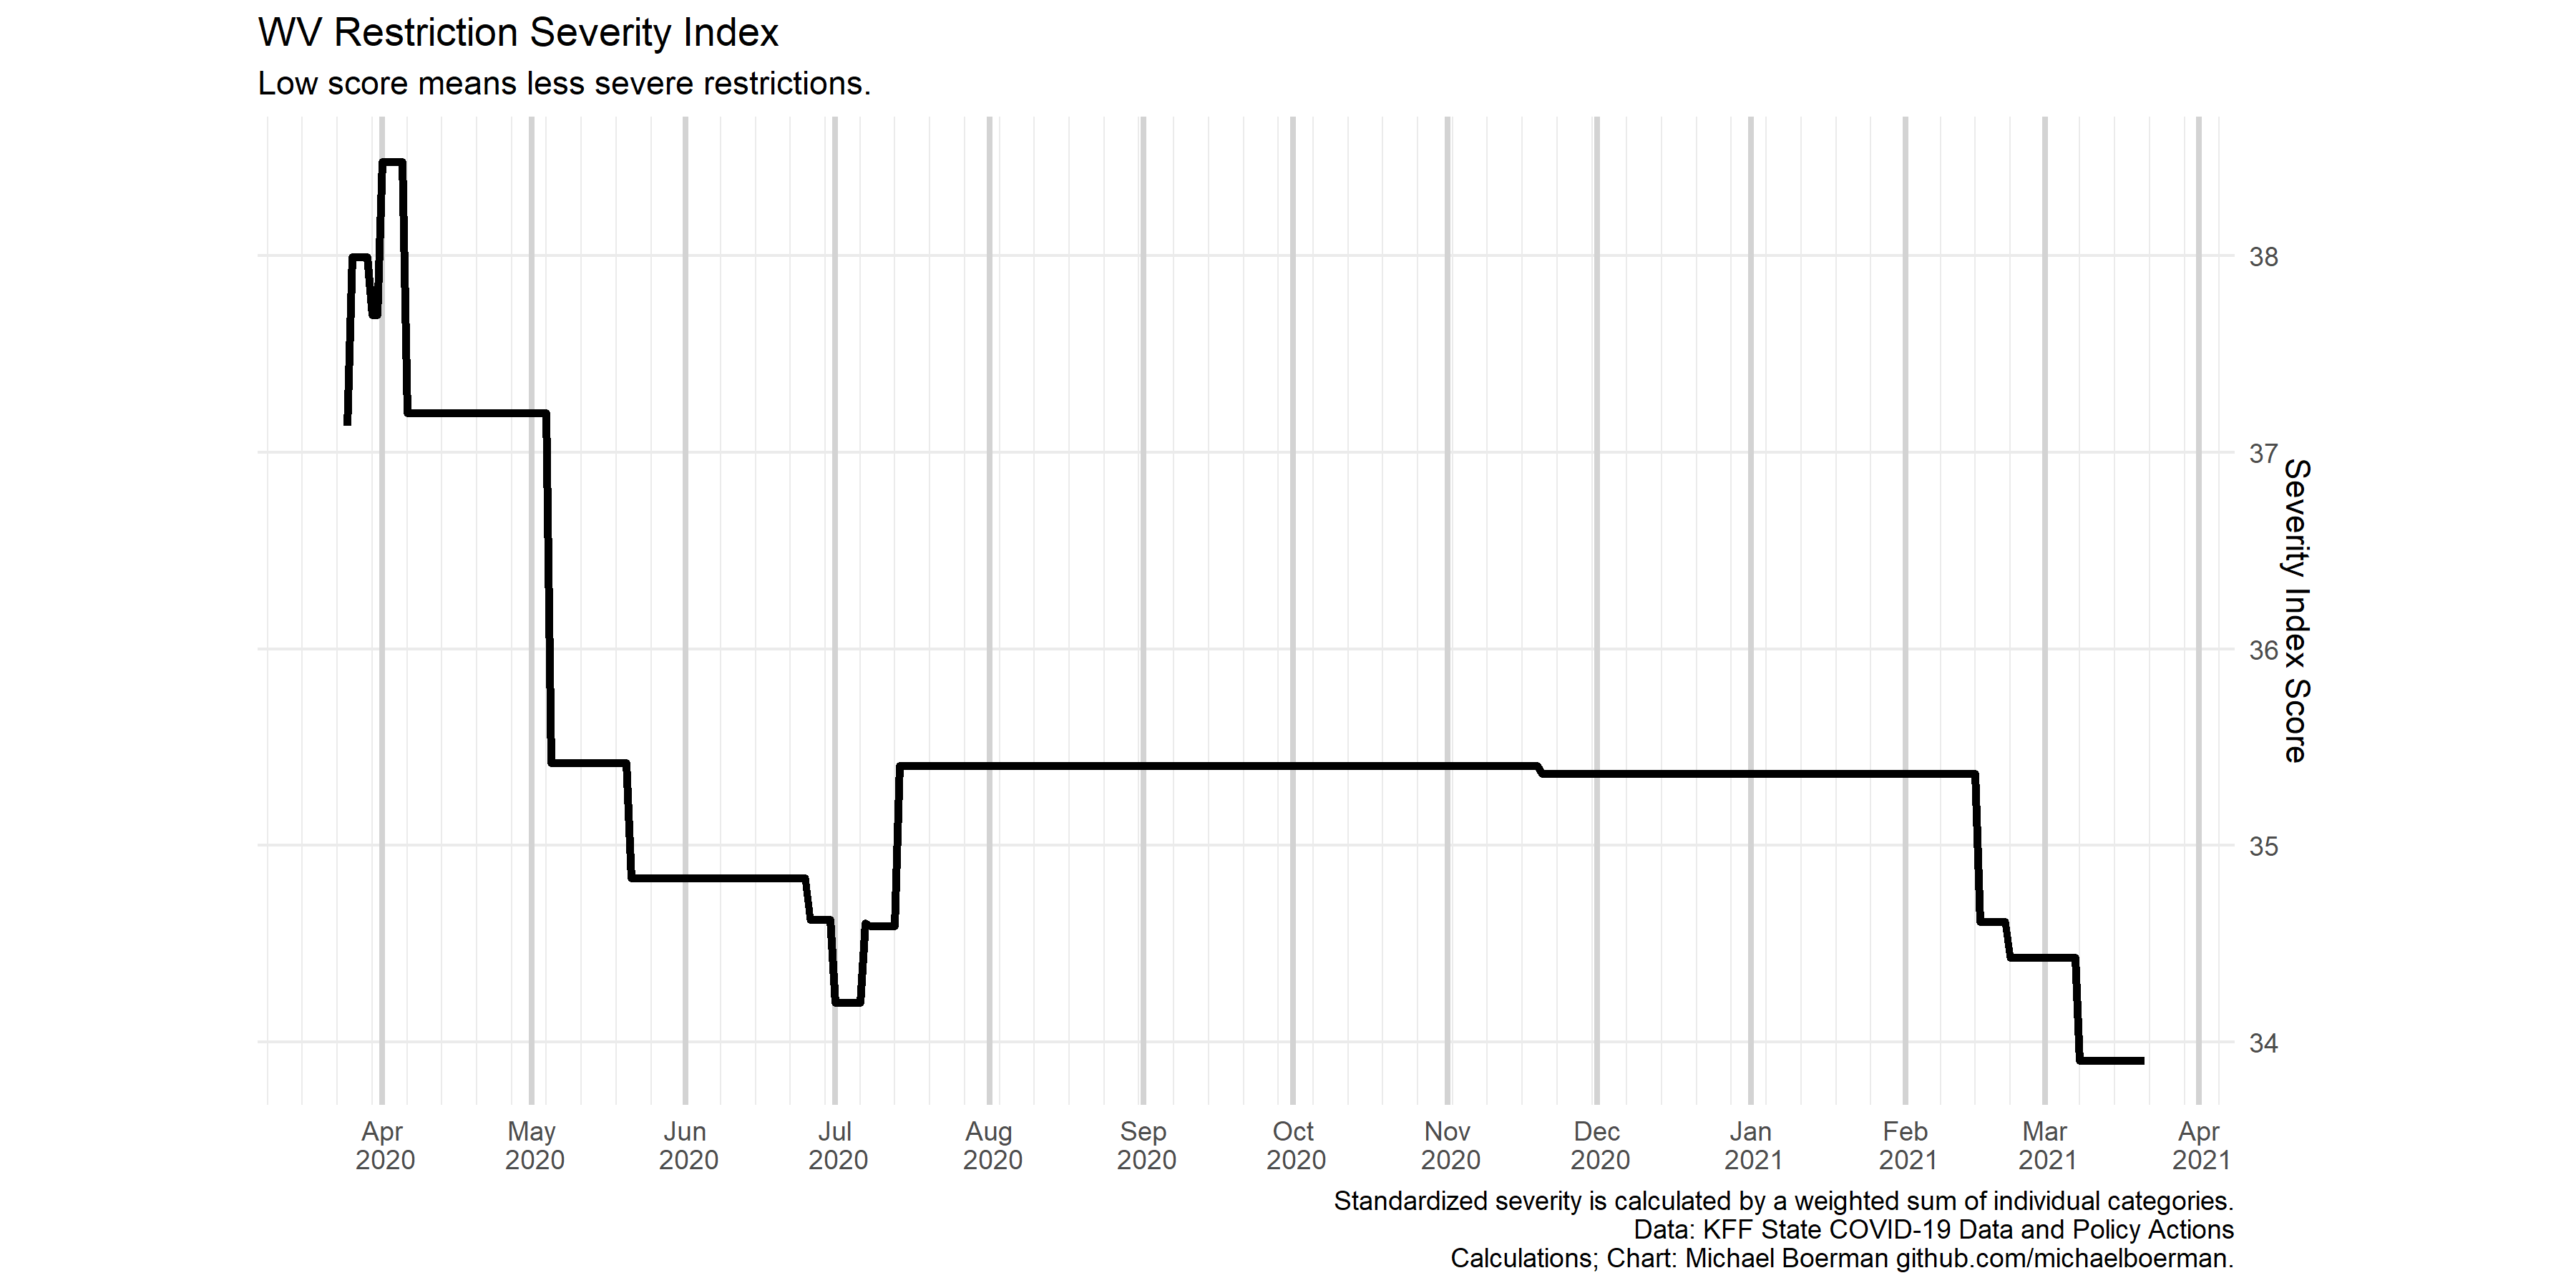 WV Restriction Severity Index
Low score means less severe restrictions.
38
37
36
35
34
Severity Index Score
Apr 2020
May 2020
Jun 2020
Jul 2020
Aug 2020
Sep 2020
Oct 2020
Nov 2020
Dec 2020
Jan 2021
Feb 2021
Mar 2021
Apr 2021
Standardized severity is calculated by a weighted sum of individual categories.
Data: KFF State COVID-19 Data and Policy Actions
Calculations; Chart: Michael Boerman github.com/michaelboerman.